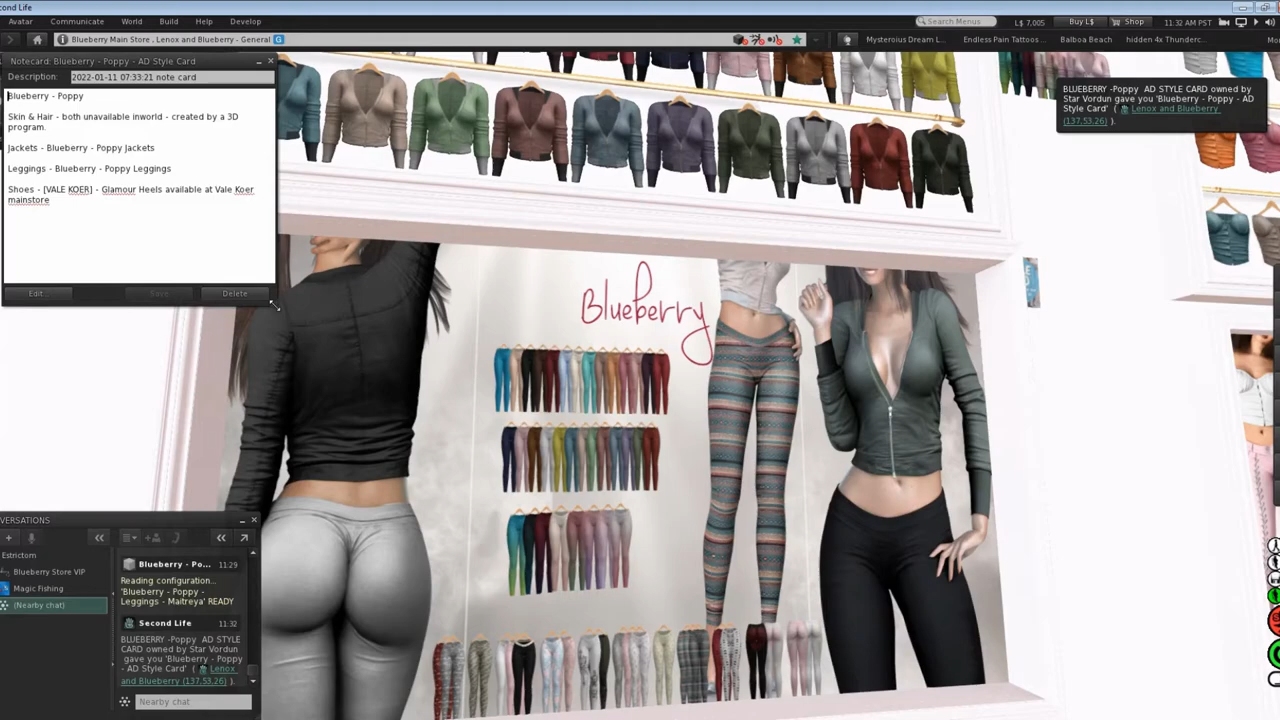 cond Life
Avatar Communicate World Build Help Develop
Search Menus L$ 7,005 Buy L$ Shop 11:32 AM PST
Blueberry Main Store , Lenox and Blueberry - General G
Mysteroius Dream L... Endless Pain Tattoos ... Balboa Beach hidden 4x Thunderc... Mor
Notecard: Blueberry - Poppy - AD Style Card
Description: 2022-01-11 07:33:21 note card
Blueberry - Poppy
Skin & Hair - both unavailable inworld - created by a 3D
program.
Jackets - Blueberry - Poppy Jackets
Leggings - Blueberry - Poppy Leggings
Shoes - [VALE KOER] - Glamour Heels available at Vale Koer
mainstore
Edit... Save Delete
BLUEBERRY -Poppy AD STYLE CARD owned by
Star Vordun gave you 'Blueberry - Poppy - AD
Style Card' ( Lenox and Blueberry
(137,53,26) ).
Blueberry
VERSATIONS
Estrictom
Blueberry Store VIP
Magic Fishing
(Nearby chat)
Blueberry - Po... 11:29
Reading configuration...
'Blueberry - Poppy -
Leggings - Maitreya' READY
Second Life 11:32
BLUEBERRY -Poppy AD STYLE
CARD owned by Star Vordun
gave you 'Blueberry - Poppy
- AD Style Card' ( Lenox
and Blueberry (137,53,26) ).
Nearby chat